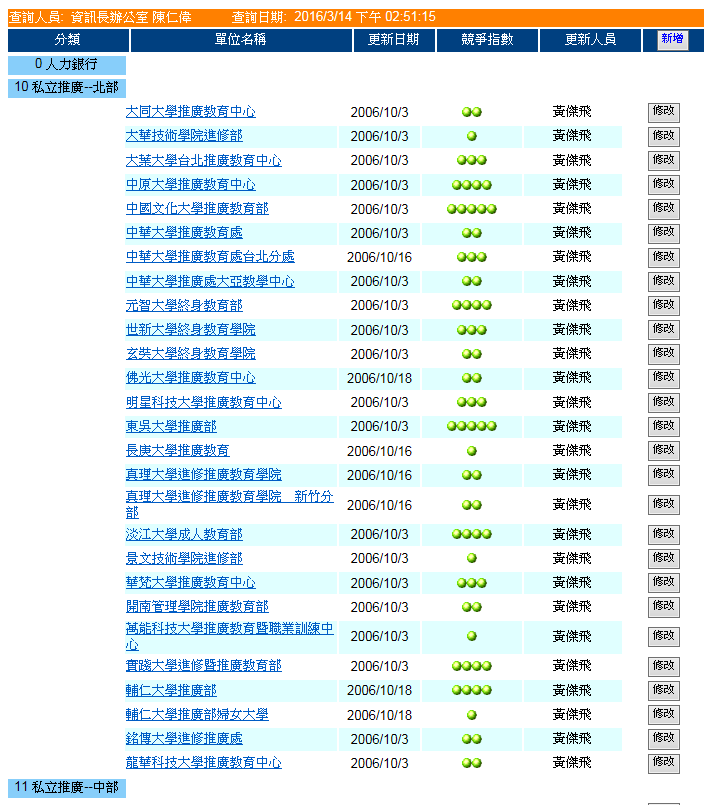 查詢人員: 資訊長辦公室 陳仁偉 查詢日期: 2016/3/14 下午 02:51:15
分類 單位名稱 更新日期 競爭指數 更新人員 新增
0 人力銀行
10 私立推廣--北部
大同大學推廣教育中心 2006/10/3 黃傑飛 修改
大華技術學院進修部 2006/10/3 黃傑飛 修改
大葉大學台北推廣教育中心 2006/10/3 黃傑飛 修改
中原大學推廣教育中心 2006/10/3 黃傑飛 修改
中國文化大學推廣教育部 2006/10/3 黃傑飛 修改
中華大學推廣教育處 2006/10/3 黃傑飛 修改
中華大學推廣教育處台北分處 2006/10/16 黃傑飛 修改
中華大學推廣處大亞教學中心 2006/10/3 黃傑飛 修改
元智大學終身教育部 2006/10/3 黃傑飛 修改
世新大學終身教育學院 2006/10/3 黃傑飛 修改
玄奘大學終身教育學院 2006/10/3 黃傑飛 修改
佛光大學推廣教育中心 2006/10/18 黃傑飛 修改
明星科技大學推廣教育中心 2006/10/3 黃傑飛 修改
東吳大學推廣部 2006/10/3 黃傑飛 修改
長庚大學推廣教育 2006/10/16 黃傑飛 修改
真理大學進修推廣教育學院 2006/10/16 黃傑飛 修改
真理大學進修推廣教育學院 新竹分
部 2006/10/16 黃傑飛 修改
淡江大學成人教育部 2006/10/3 黃傑飛 修改
景文技術學院進修部 2006/10/3 黃傑飛 修改
華梵大學推廣教育中心 2006/10/3 黃傑飛 修改
開南管理學院推廣教育部 2006/10/3 黃傑飛 修改
萬能科技大學推廣教育暨職業訓練中
心 2006/10/3 黃傑飛 修改
實踐大學進修暨推廣教育部 2006/10/3 黃傑飛 修改
輔仁大學推廣部 2006/10/18 黃傑飛 修改
輔仁大學推廣部婦女大學 2006/10/18 黃傑飛 修改
銘傳大學進修推廣處 2006/10/3 黃傑飛 修改
龍華科技大學推廣教育中心 2006/10/3 黃傑飛 修改
11 私立推廣--中部